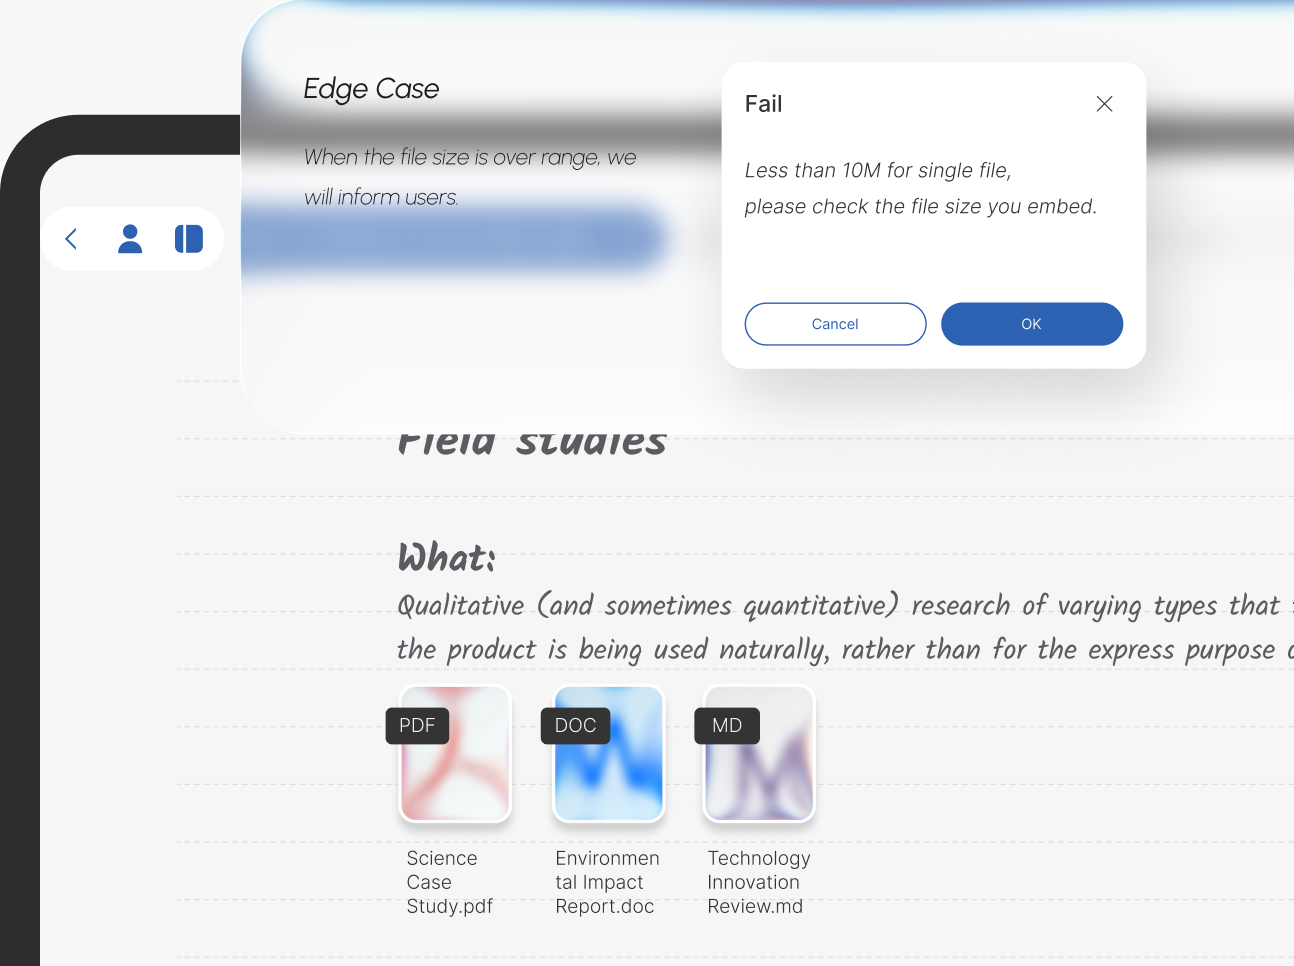 Edge Case
When the file size is over range, we
will inform users.
Fail
Less than 10M for single file,
please check the file size you embed.
Cancel
OK
Field studies
What:
Qualitative (and sometimes quantitative) research of varying types that
the product is being used naturally, rather than for the express purpose
PDF
DOC
MD
Science
Case
Study.pdf
Environmen
tal Impact
Report.doc
Technology
Innovation
Review.md